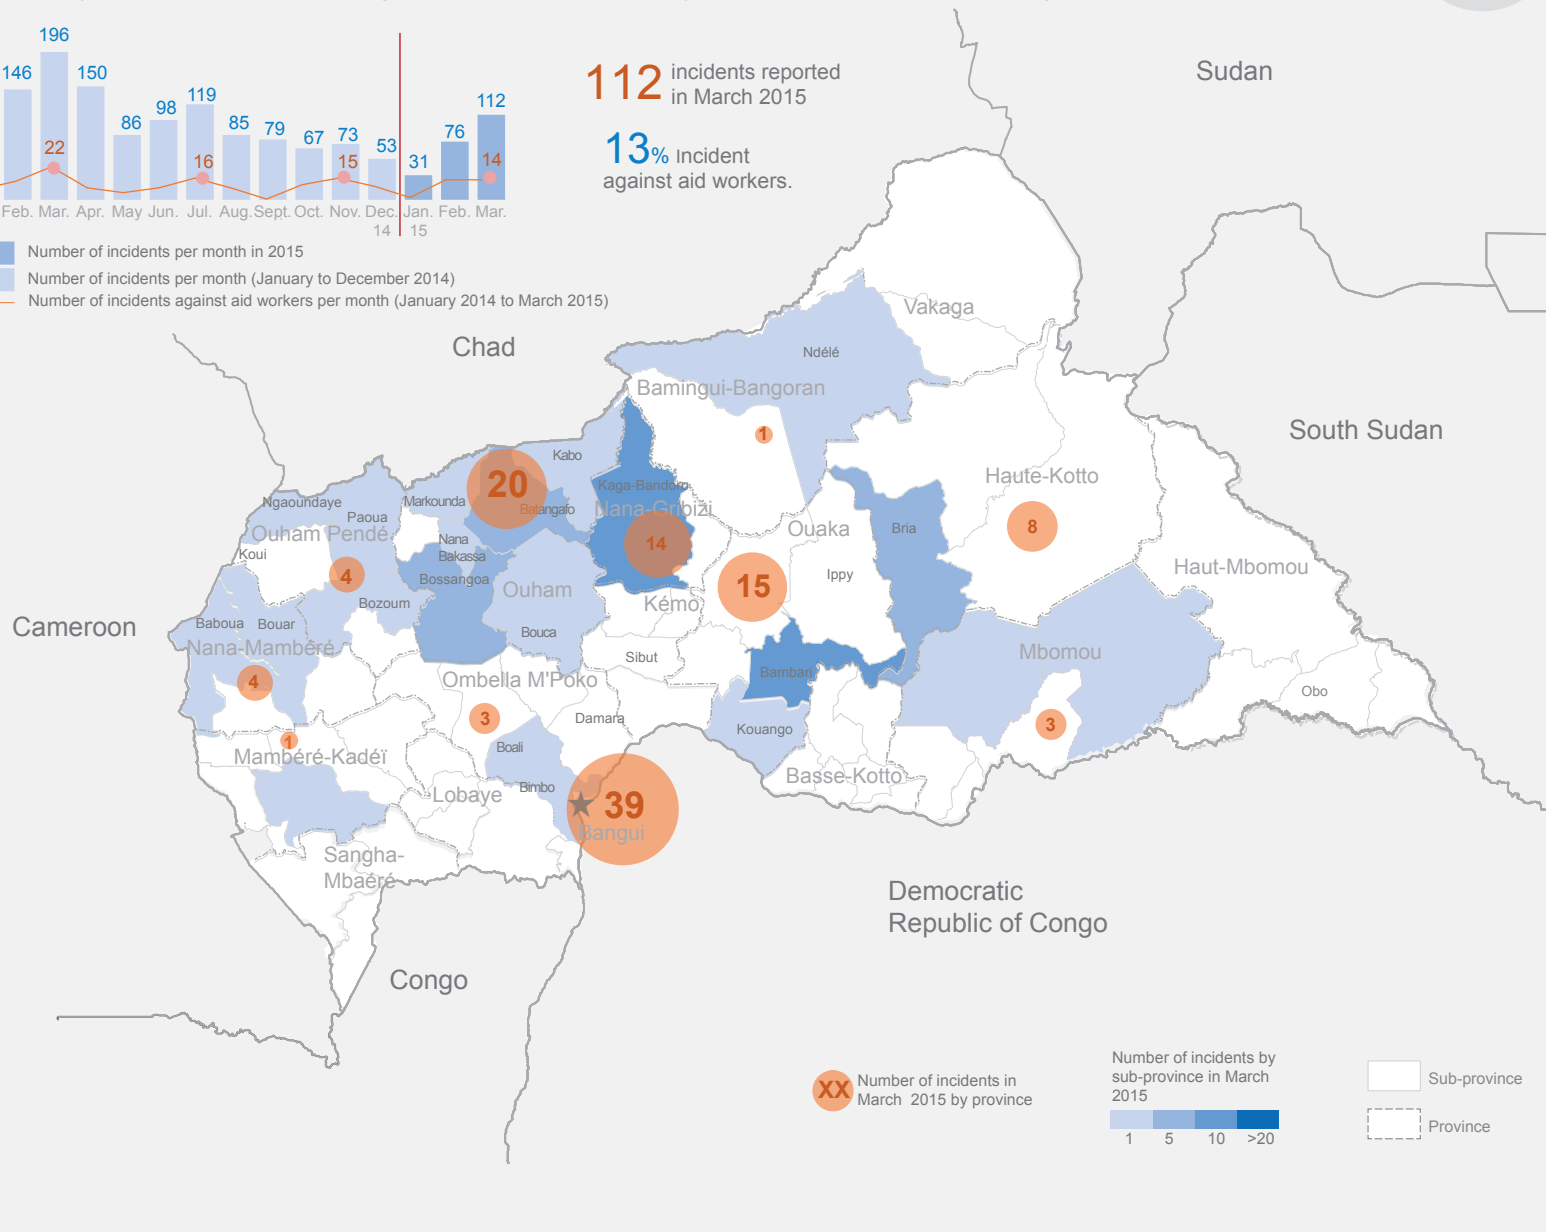 196
146
150
119
112
86
98
85
79
67
73
53
31
76
22
16
15
14
Feb.
Mar.
Apr.
May
Jun.
Jul.
Aug.
Sept.
Oct.
Nov.
Dec.
14
Jan.
15
Feb.
Mar.
Number of incidents per month in 2015
Number of incidents per month (January to December 2014)
Number of incidents against aid workers per month (January 2014 to March 2015)
112 incidents reported
in March 2015
13% Incident
against aid workers.
Sudan
Chad
Vakaga
Ndélé
Bamingui-Bangoran
1
South Sudan
Kabo
Haute-Kotto
20
Kaga-Bandoro
Ngaoundaye
Markounda
Batangafo
Nana-Gribizi
Paoua
Ouham Pendé
Ouaka
Bria
8
Nana
Bakassa
14
Koui
Haut-Mbomou
4
Bossangoa
Ouham
15
Ippy
Bozoum
Kémo
Cameroon
Baboua
Bouar
Bouca
Nana-Mambéré
Sibut
Mbomou
4
Ombella M'Poko
Bambari
Obo
3
Damara
3
Kouango
1
Boali
Mambéré-Kadéï
Basse-Kotto
Bimbo
Lobaye
39
Bangui
Sangha-
Mbaéré
Democratic
Republic of Congo
Congo
XX
Number of incidents in
March 2015 by province
Number of incidents by
sub-province in March
2015
1
5
10
>20
Sub-province
Province